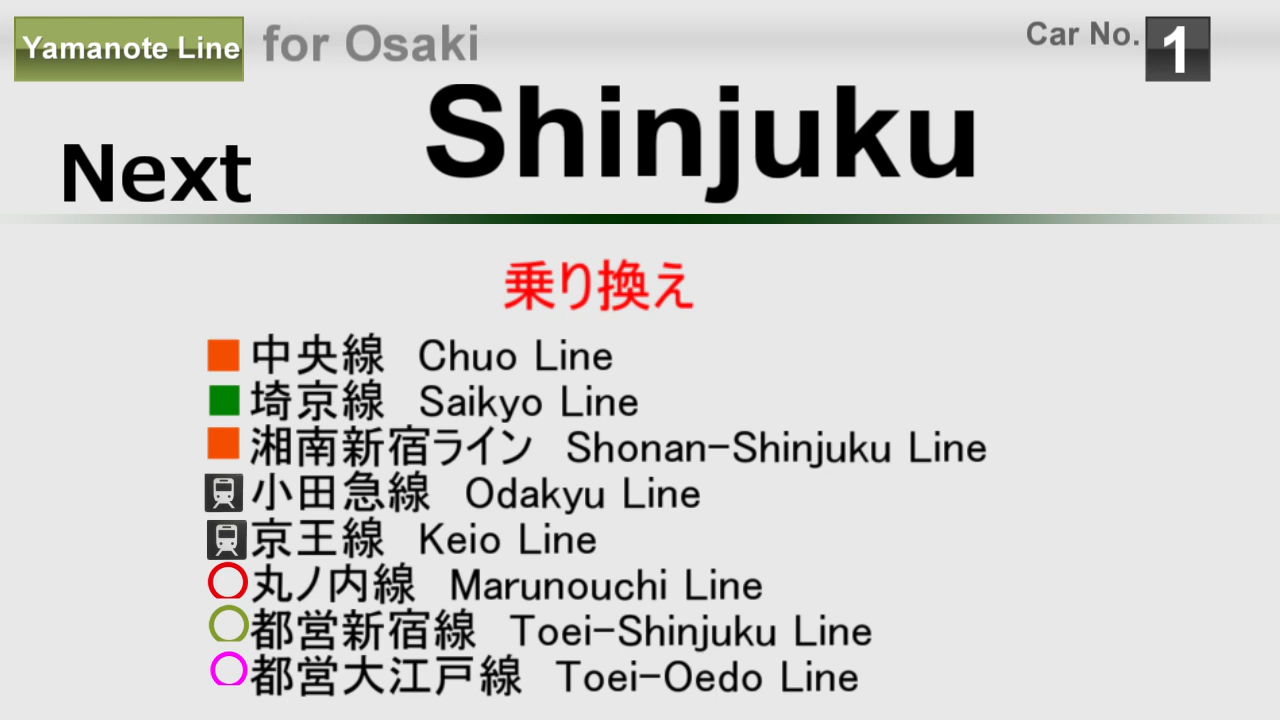 Yamanote Line for Osaki Car No. 1
Next Shinjuku
乗り換え
中央線 Chuo Line
埼京線 Saikyo Line
湘南新宿ライン Shonan-Shinjuku Line
小田急線 Odakyu Line
京王線 Keio Line
丸ノ内線 Marunouchi Line
都営新宿線 Toei-Shinjuku Line
都営大江戸線 Toei-Oedo Line